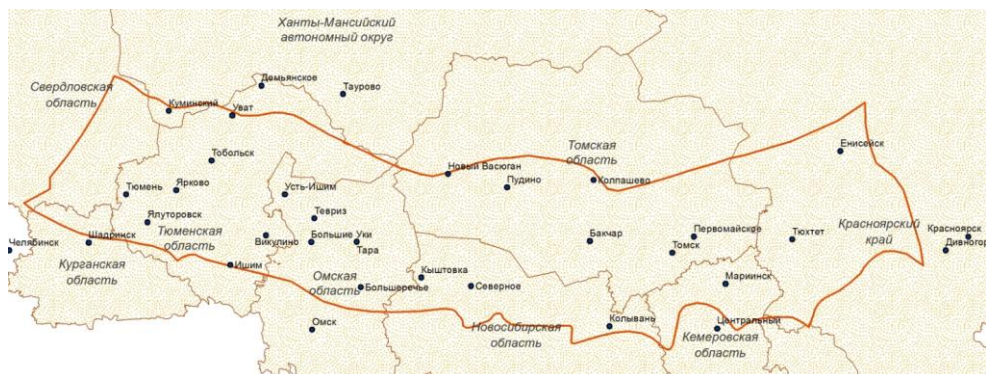 Ханты-Мансийский
автономный округ
Свердловская
область
Демьянское
Таурово
Куминский
Уват
Тобольск
Томская
область
Енисейск
Новый Васюган
Пудино
Колпашево
Тюмень
Ярково
Усть-Ишим
Ялуторовск
Тевриз
Тюменская
область
Викулино
Большие Уки
Тара
Бакчар
Первомайское
Томск
Тюхтет
Красноярский
край
Красноярск
Дивногор
Челябинск
Шадринск
Курганская
область
Ишим
Омская
область
Большеречье
Кыштовка
Северное
Мариинск
Омск
Новосибирская
область
Колывань
Центральный
Кемеровская
область